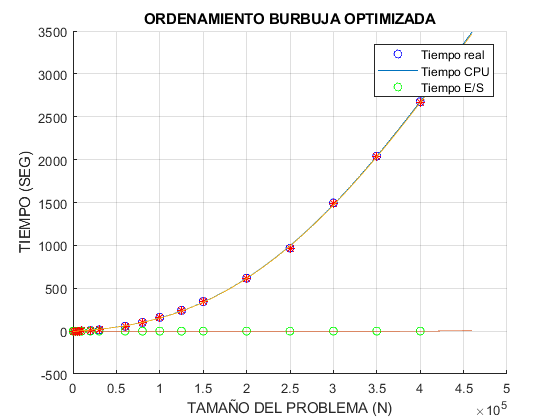 ORDENAMIENTO BURBUJA OPTIMIZADA
3500
3000
2500
2000
1500
1000
500
0
-500
TIEMPO (SEG)
Tiempo real
Tiempo CPU
Tiempo E/S
0 0.5 1 1.5 2 2.5 3 3.5 4 4.5 5
TAMAÑO DEL PROBLEMA (N)
×10⁵